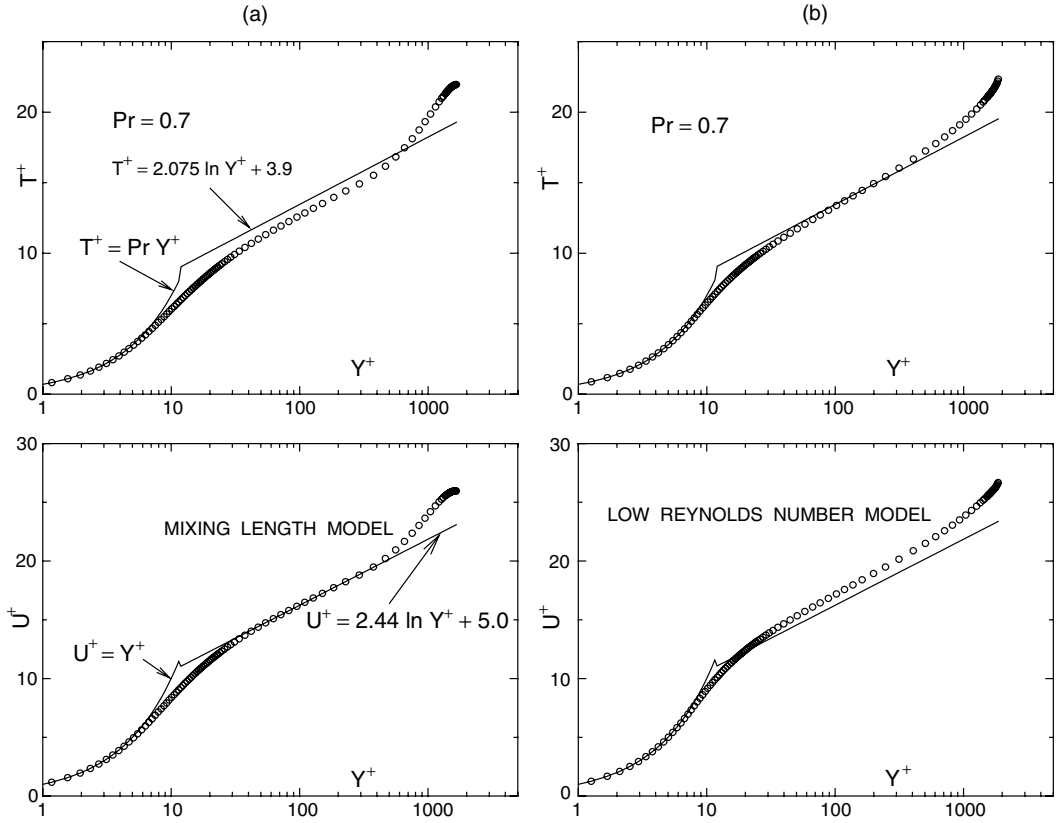 (a)
(b)
20
10
0
T⁺
Pr = 0.7
T⁺ = 2.075 ln Y⁺ + 3.9
T⁺ = Pr Y⁺
Y⁺
1
10
100
1000
20
10
0
T⁺
Pr = 0.7
Y⁺
1
10
100
1000
30
20
10
0
U⁺
MIXING LENGTH MODEL
U⁺ = 2.44 ln Y⁺ + 5.0
U⁺ = Y⁺
Y⁺
1
10
100
1000
30
20
10
0
U⁺
LOW REYNOLDS NUMBER MODEL
Y⁺
1
10
100
1000